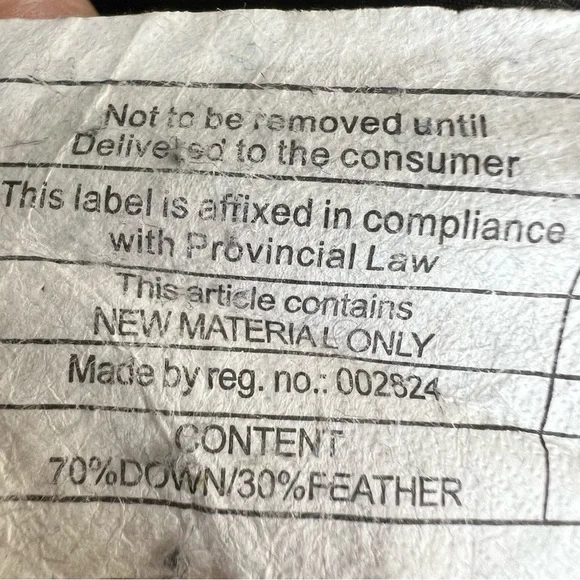 Not to be removed until
Delivered to the consumer
This label is affixed in compliance
with Provincial Law
This article contains
NEW MATERIAL ONLY
Made by reg. no.: 002824
CONTENT
70%DOWN/30%FEATHER